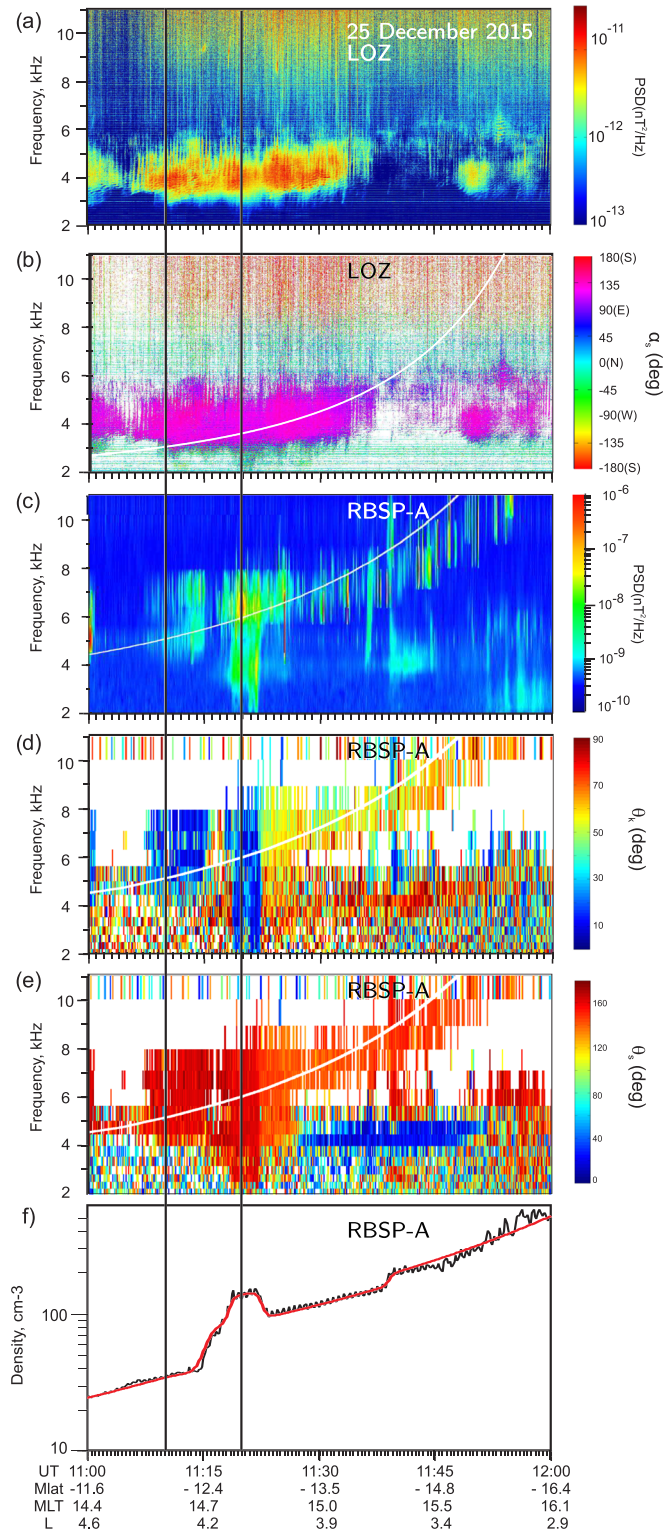 (a)
25 December 2015
LOZ
Frequency, kHz
10
8
6
4
2
10⁻¹¹
10⁻¹²
10⁻¹³
PSD(nT²/Hz)
(b)
LOZ
Frequency, kHz
10
8
6
4
2
180(S)
135
90(E)
45
0(N)
-45
-90(W)
-135
-180(S)
αs (deg)
(c)
RBSP-A
Frequency, kHz
10
8
6
4
2
10⁻⁶
10⁻⁷
10⁻⁸
10⁻⁹
10⁻¹⁰
PSD(nT²/Hz)
(d)
RBSP-A
Frequency, kHz
10
8
6
4
2
90
70
50
30
10
θk (deg)
(e)
RBSP-A
Frequency, kHz
10
8
6
4
2
160
120
80
40
0
θs (deg)
f)
RBSP-A
Density, cm-3
100
10
UT 11:00 11:15 11:30 11:45 12:00
Mlat -11.6 - 12.4 - 13.5 - 14.8 - 16.4
MLT 14.4 14.7 15.0 15.5 16.1
L 4.6 4.2 3.9 3.4 2.9